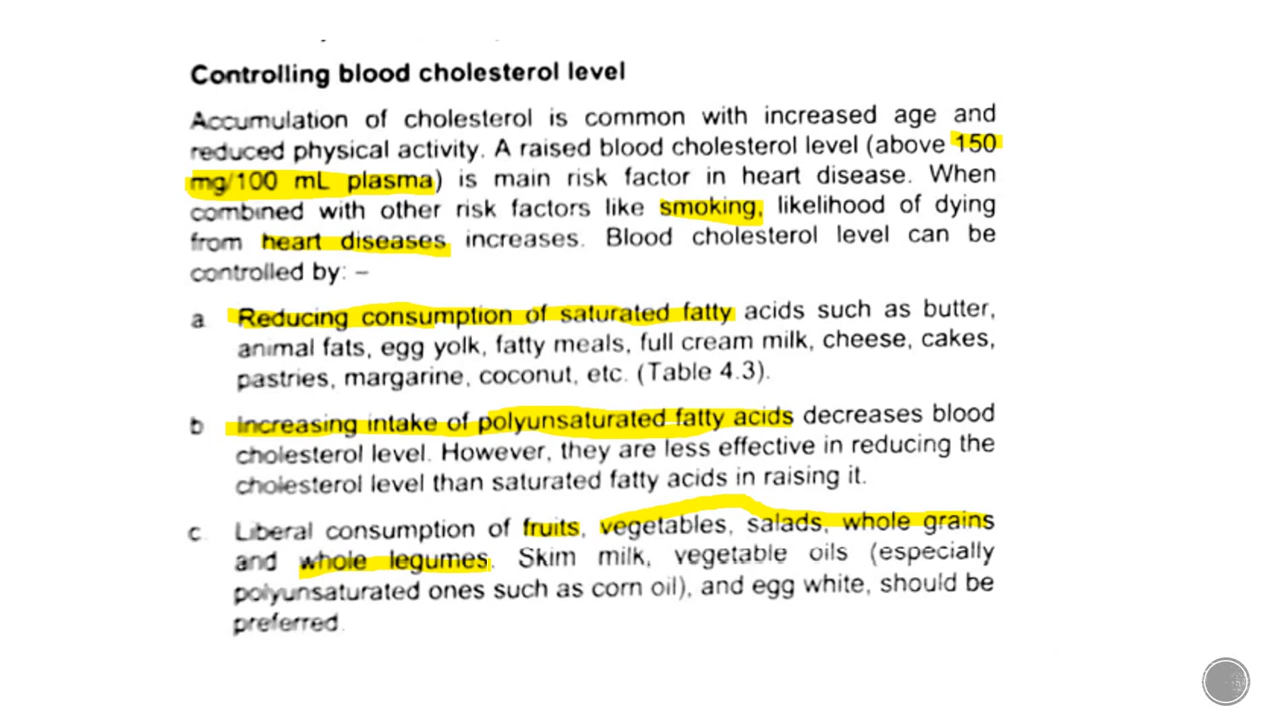 Controlling blood cholesterol level
Accumulation of cholesterol is common with increased age and
reduced physical activity. A raised blood cholesterol level (above 150
mg/100 mL plasma) is main risk factor in heart disease. When
combined with other risk factors like smoking, likelihood of dying
from heart diseases increases. Blood cholesterol level can be
controlled by: –
a Reducing consumption of saturated fatty acids such as butter,
animal fats, egg yolk, fatty meals, full cream milk, cheese, cakes,
pastries, margarine, coconut, etc. (Table 4.3).
b Increasing intake of polyunsaturated fatty acids decreases blood
cholesterol level. However, they are less effective in reducing the
cholesterol level than saturated fatty acids in raising it.
c. Liberal consumption of fruits, vegetables, salads, whole grains
and whole legumes. Skim milk, vegetable oils (especially
polyunsaturated ones such as corn oil), and egg white, should be
preferred.